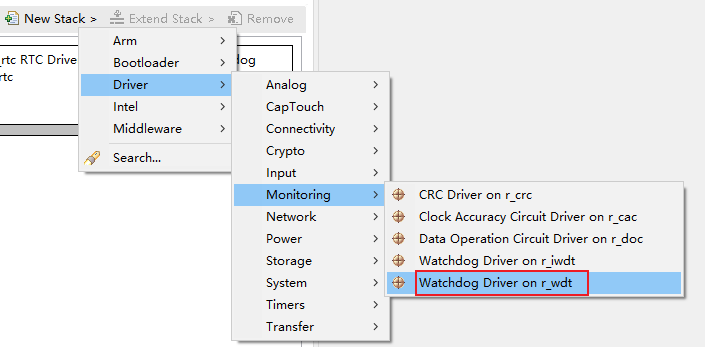 New Stack >
Extend Stack >
Remove
_rtc RTC Drive
dog
rtc
Arm
Bootloader
Driver
Intel
Middleware
Search...
Analog
CapTouch
Connectivity
Crypto
Input
Monitoring
Network
Power
Storage
System
Timers
Transfer
CRC Driver on r_crc
Clock Accuracy Circuit Driver on r_cac
Data Operation Circuit Driver on r_doc
Watchdog Driver on r_iwdt
Watchdog Driver on r_wdt